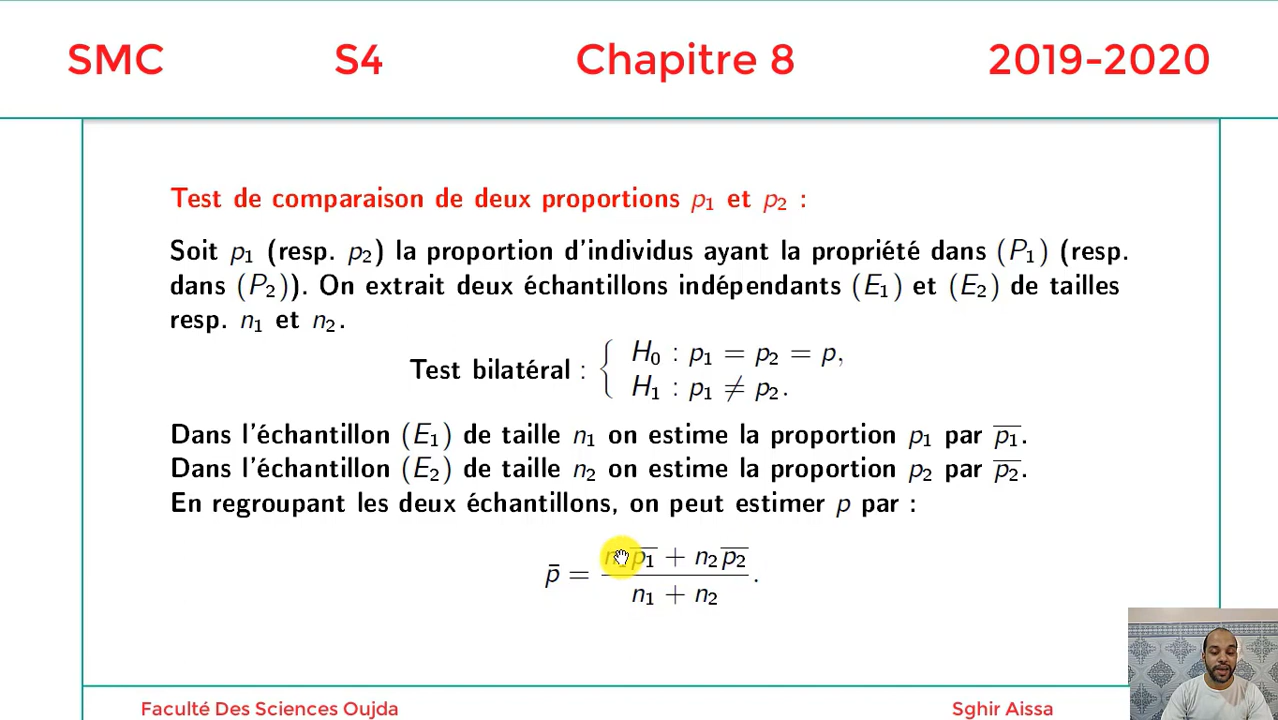 SMC S4 Chapitre 8 2019-2020
Test de comparaison de deux proportions p₁ et p₂ :
Soit p₁ (resp. p₂) la proportion d'individus ayant la propriété dans (P₁) (resp.
dans (P₂)). On extrait deux échantillons indépendants (E₁) et (E₂) de tailles
resp. n₁ et n₂.
Test bilatéral : { H₀ : p₁ = p₂ = p,
H₁ : p₁ ≠ p₂.
Dans l'échantillon (E₁) de taille n₁ on estime la proportion p₁ par p̅₁.
Dans l'échantillon (E₂) de taille n₂ on estime la proportion p₂ par p̅₂.
En regroupant les deux échantillons, on peut estimer p par :
p̄ = (n₁p̅₁ + n₂p̅₂) / (n₁ + n₂).
Faculté Des Sciences Oujda Sghir Aissa